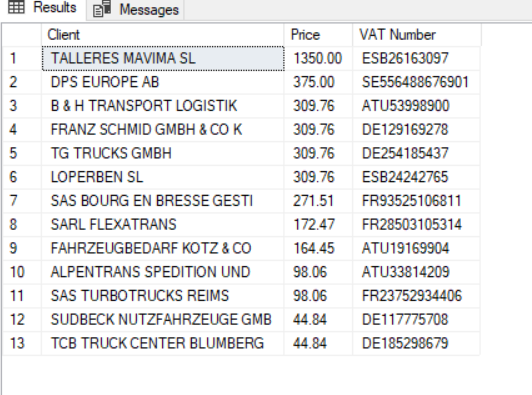 Results Messages
Client Price VAT Number
1 TALLERES MAVIMA SL 1350.00 ESB26163097
2 DPS EUROPE AB 375.00 SE556488676901
3 B & H TRANSPORT LOGISTIK 309.76 ATU53998900
4 FRANZ SCHMID GMBH & CO K 309.76 DE129169278
5 TG TRUCKS GMBH 309.76 DE254185437
6 LOPERBEN SL 309.76 ESB24242765
7 SAS BOURG EN BRESSE GESTI 271.51 FR93525106811
8 SARL FLEXATRANS 172.47 FR28503105314
9 FAHRZEUGBEDARF KOTZ & CO 164.45 ATU19169904
10 ALPENTRANS SPEDITION UND 98.06 ATU33814209
11 SAS TURBOTRUCKS REIMS 98.06 FR23752934406
12 SUDBECK NUTZFAHRZEUGE GMB 44.84 DE117775708
13 TCB TRUCK CENTER BLUMBERG 44.84 DE185298679